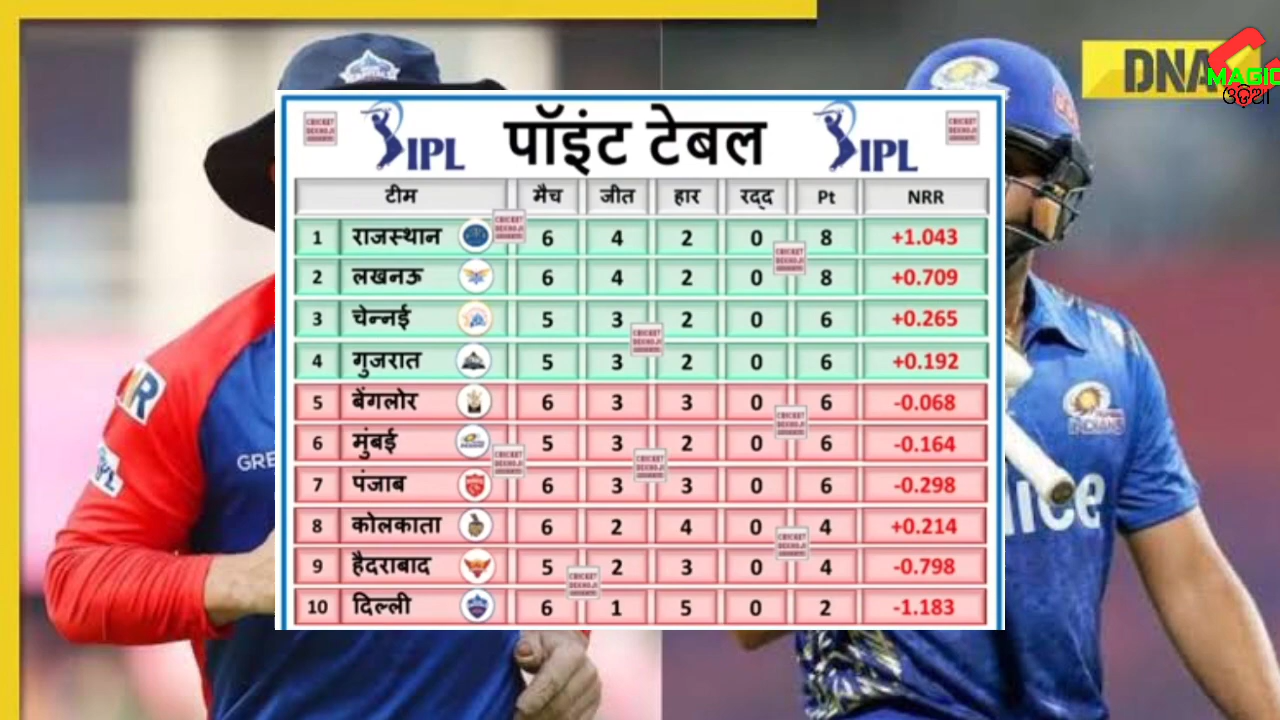 DNA
MAGIC
ଓଡ଼ିଆ
IPL पॉइंट टेबल IPL
टीम मैच जीत हार रद्द Pt NRR
1 राजस्थान 6 4 2 0 8 +1.043
2 लखनऊ 6 4 2 0 8 +0.709
3 चेन्नई 5 3 2 0 6 +0.265
4 गुजरात 5 3 2 0 6 +0.192
5 बेंगलोर 6 3 3 0 6 -0.068
6 मुंबई 5 3 2 0 6 -0.164
7 पंजाब 6 3 3 0 6 -0.298
8 कोलकाता 6 2 4 0 4 +0.214
9 हैदराबाद 5 2 3 0 4 -0.798
10 दिल्ली 6 1 5 0 2 -1.183
GRE
IPL
INDIANS